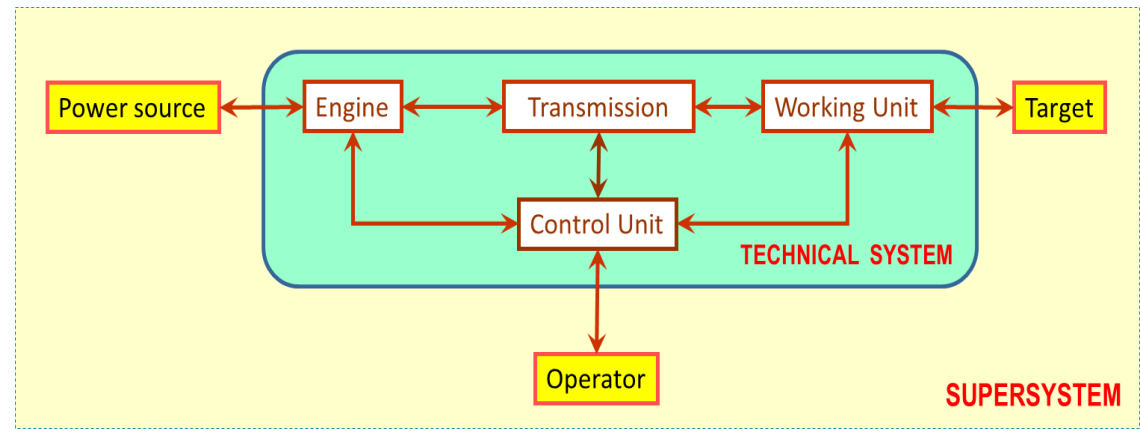 Power source
Engine
Transmission
Working Unit
Target
Control Unit
TECHNICAL SYSTEM
Operator
SUPERSYSTEM